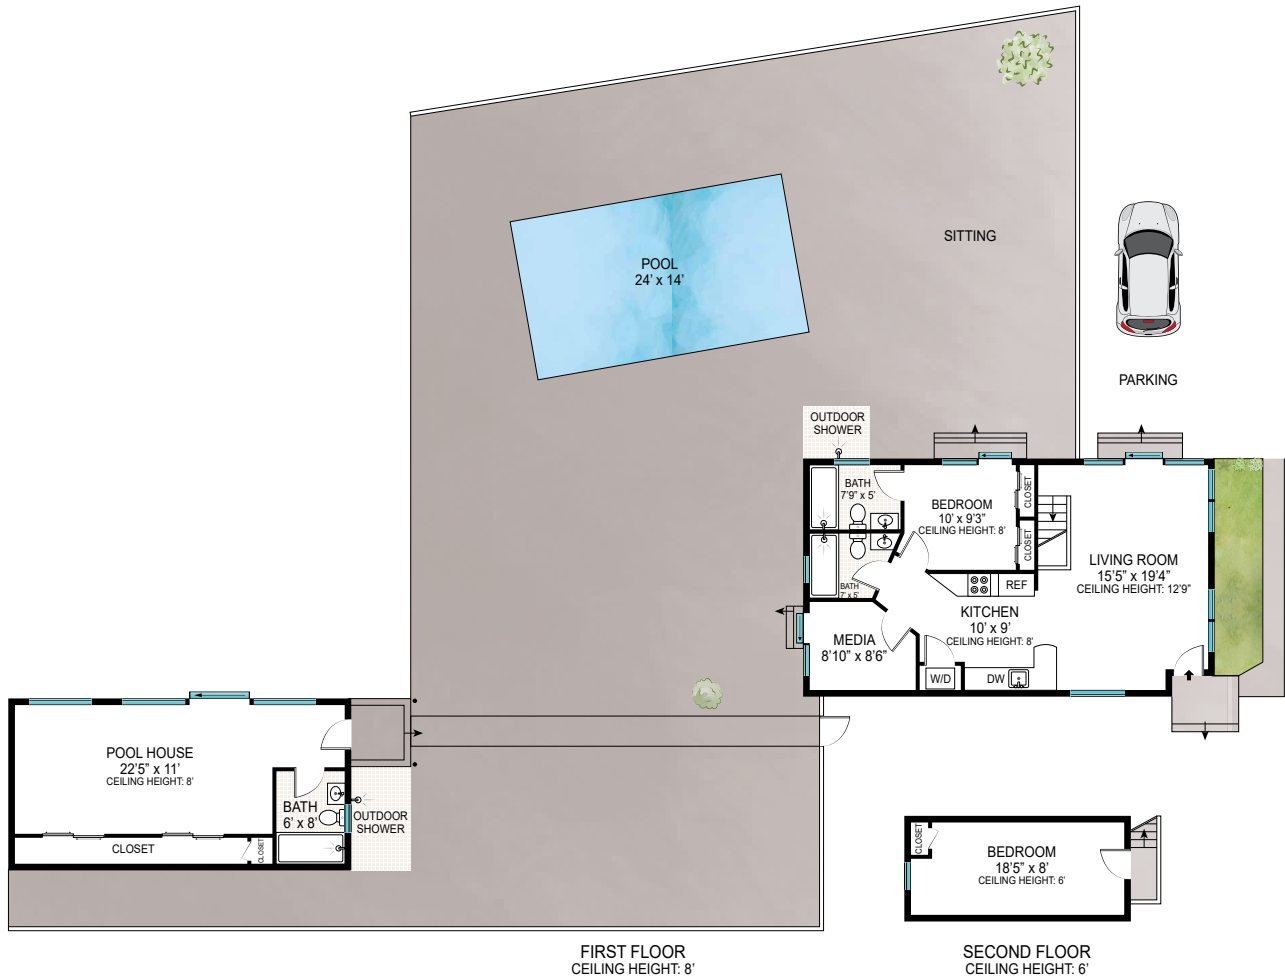 SITTING
POOL
24' x 14'
PARKING
OUTDOOR
SHOWER
BATH
7'9" x 5'
BEDROOM
10' x 9'3"
CEILING HEIGHT: 8'
CLOSET
CLOSET
LIVING ROOM
15'5" x 19'4"
CEILING HEIGHT: 12'9"
BATH
7' x 5'
REF
KITCHEN
10' x 9'
CEILING HEIGHT: 8'
MEDIA
8'10" x 8'6"
W/D
DW
POOL HOUSE
22'5" x 11'
CEILING HEIGHT: 8'
BATH
6' x 8'
OUTDOOR
SHOWER
CLOSET
CLOSET
CLOSET
BEDROOM
18'5" x 8'
CEILING HEIGHT: 6'
FIRST FLOOR
CEILING HEIGHT: 8'
SECOND FLOOR
CEILING HEIGHT: 6'